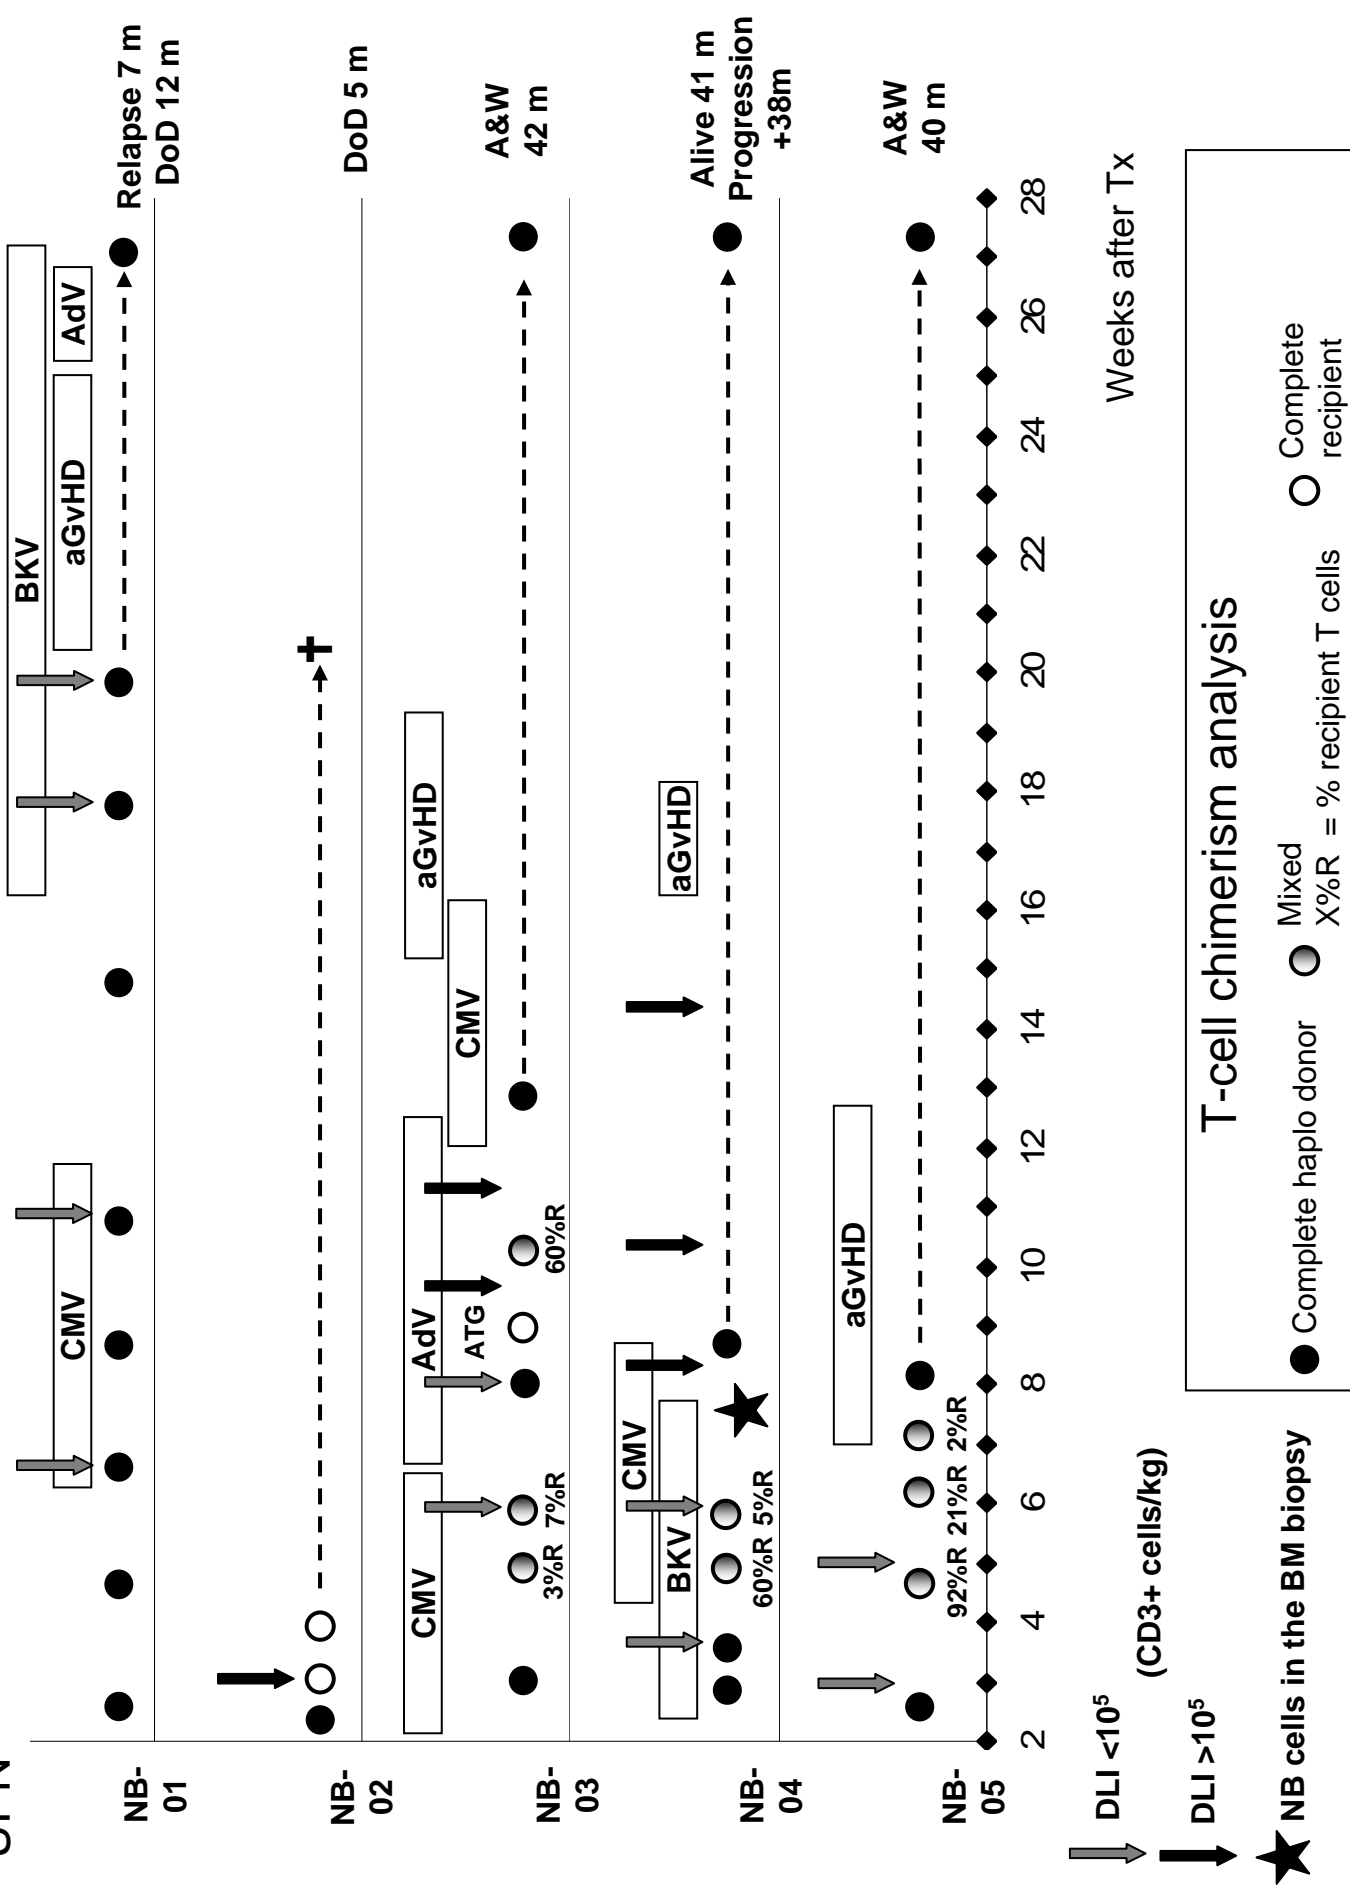 BKV
CMV
aGvHD
AdV
Relapse 7 m
DoD 12 m
NB-
01
DoD 5 m
NB-
02
CMV
AdV
aGvHD
ATG
CMV
A&W
42 m
3%R
7%R
60%R
NB-
03
CMV
BKV
aGvHD
Alive 41 m
Progression
+38m
60%R
5%R
NB-
04
aGvHD
A&W
40 m
92%R
21%R
2%R
NB-
05
2
4
6
8
10
12
14
16
18
20
22
24
26
28
Weeks after Tx
DLI <10⁵
(CD3+ cells/kg)
DLI >10⁵
NB cells in the BM biopsy
T-cell chimerism analysis
Complete haplo donor
Mixed
X%R = % recipient T cells
Complete
recipient